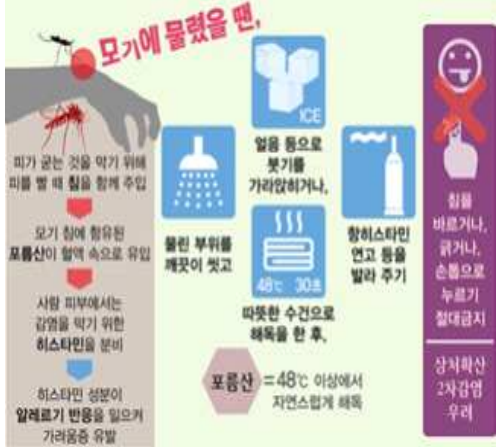 모기에 물렸을 땐,
피가 굳는 것을 막기 위해
피를 빨 때 침을 함께 주입
모기 침에 함유된
포름산이 혈액 속으로 유입
사람 피부에서는
감염을 막기 위한
히스타민을 분비
히스타민 성분이
알레르기 반응을 일으켜
가려움증 유발
물린 부위를
깨끗이 씻고
ICE
얼음 등으로
붓기를
가라앉히거나,
48℃ 30초
따뜻한 수건으로
해독을 한 후,
항히스타민
연고 등을
발라 주기
포름산 =48℃ 이상에서
자연스럽게 해독
침을
바르거나,
긁거나,
손톱으로
누르기
절대금지
상처확산
2차감염
우려